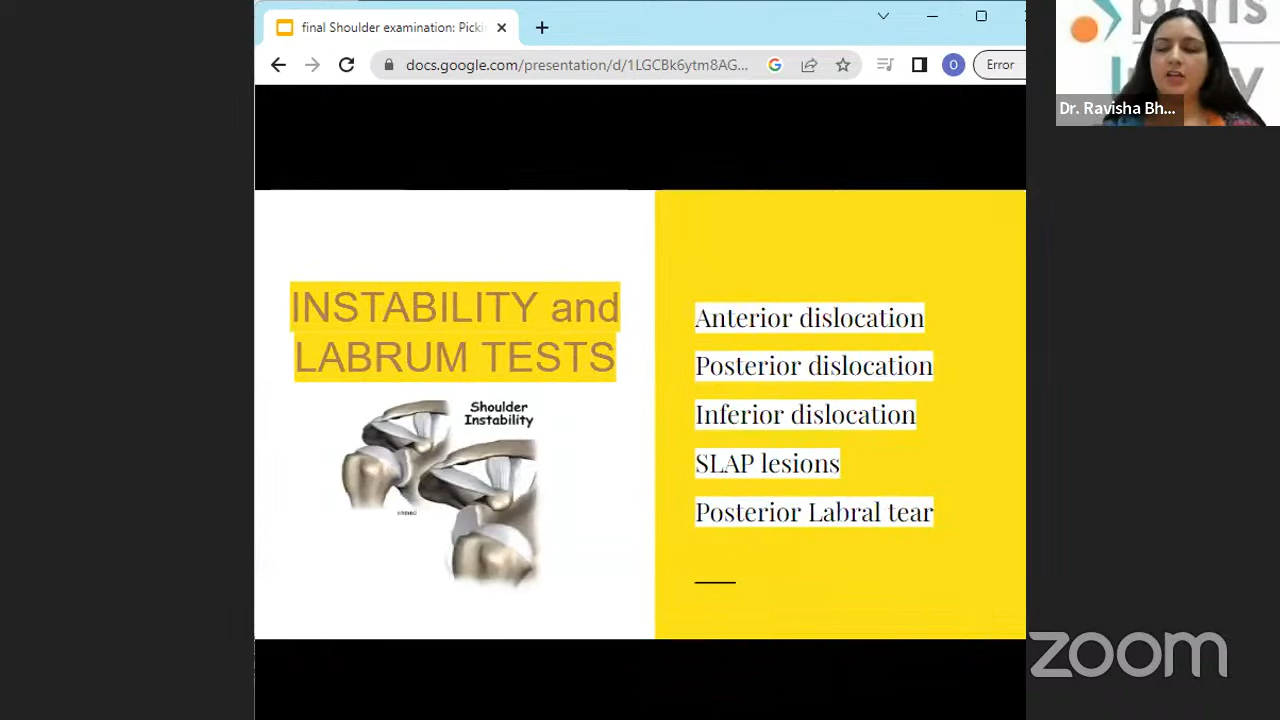 final Shoulder examination: Picki
docs.google.com/presentation/d/1LGCBk6ytm8AG...
O
Error
Dr. Ravisha Bh...
INSTABILITY and
LABRUM TESTS
Shoulder
Instability
Anterior dislocation
Posterior dislocation
Inferior dislocation
SLAP lesions
Posterior Labral tear
zoom